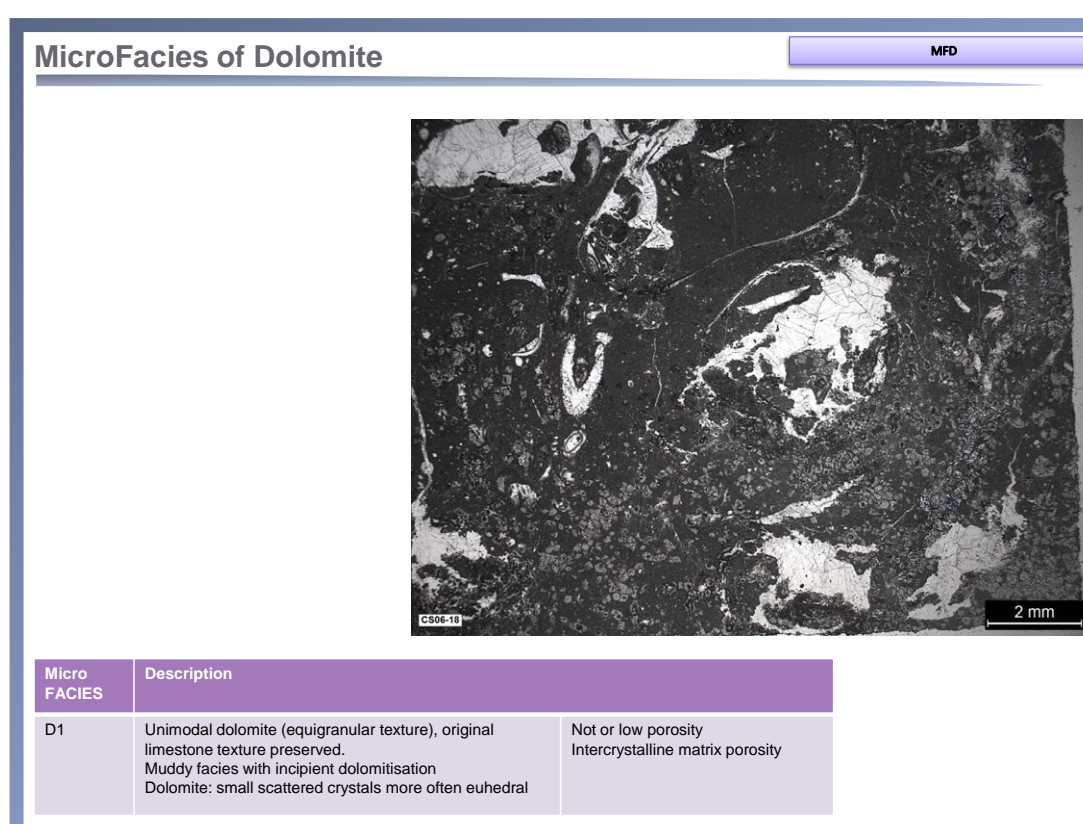 MicroFacies of Dolomite
MFD
CS06-18
2 mm
Micro
FACIES
Description
D1
Unimodal dolomite (equigranular texture), original
limestone texture preserved.
Muddy facies with incipient dolomitisation
Dolomite: small scattered crystals more often euhedral
Not or low porosity
Intercrystalline matrix porosity